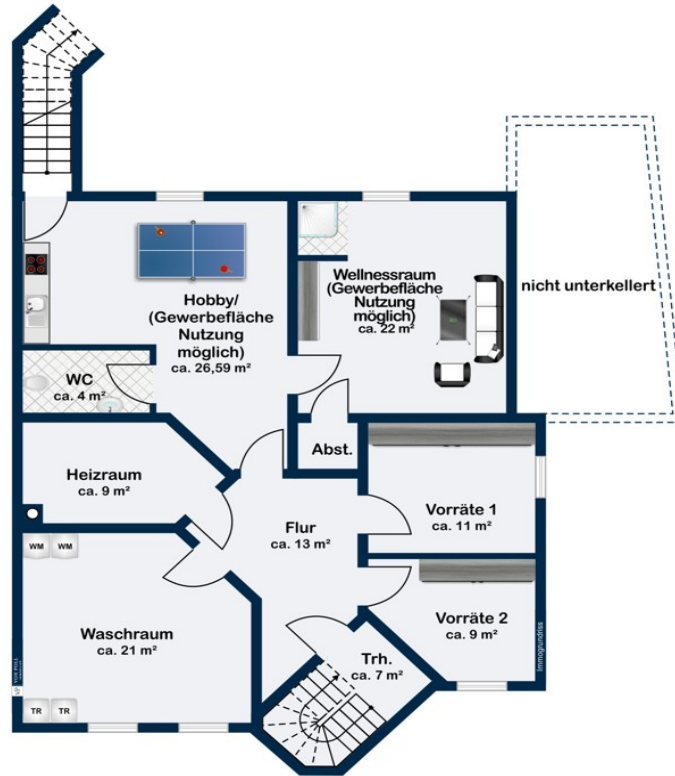 Hobby/
(Gewerbefläche
Nutzung
möglich)
ca. 26,59 m²
Wellnessraum
(Gewerbefläche
Nutzung
möglich)
ca. 22 m²
nicht unterkellert
WC
ca. 4 m²
Abst.
Heizraum
ca. 9 m²
Vorräte 1
ca. 11 m²
Flur
ca. 13 m²
WM WM
Waschraum
ca. 21 m²
Vorräte 2
ca. 9 m²
Trh.
ca. 7 m²
TR TR
Immogrundriss
VON POLL